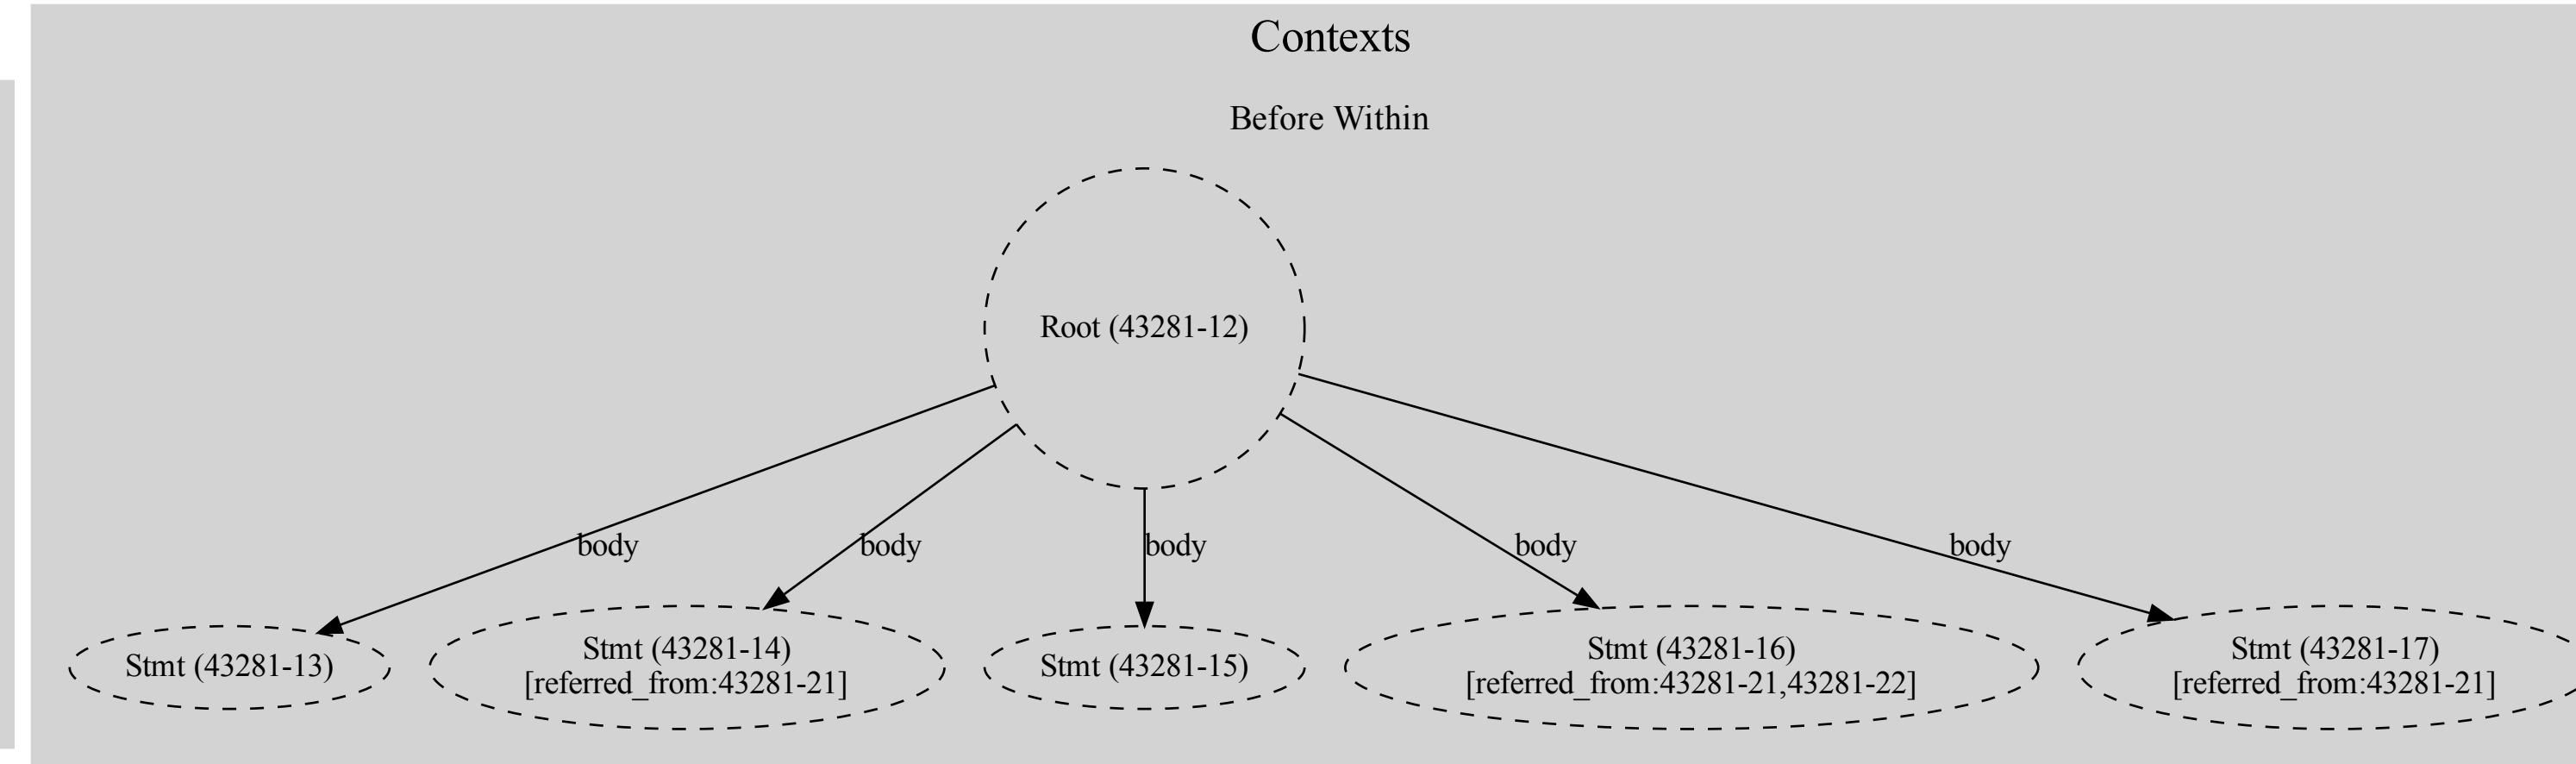 Contexts
Before Within
Root (43281-12)
body
body
body
body
body
Stmt (43281-13)
Stmt (43281-14)
[referred_from:43281-21]
Stmt (43281-15)
Stmt (43281-16)
[referred_from:43281-21,43281-22]
Stmt (43281-17)
[referred_from:43281-21]